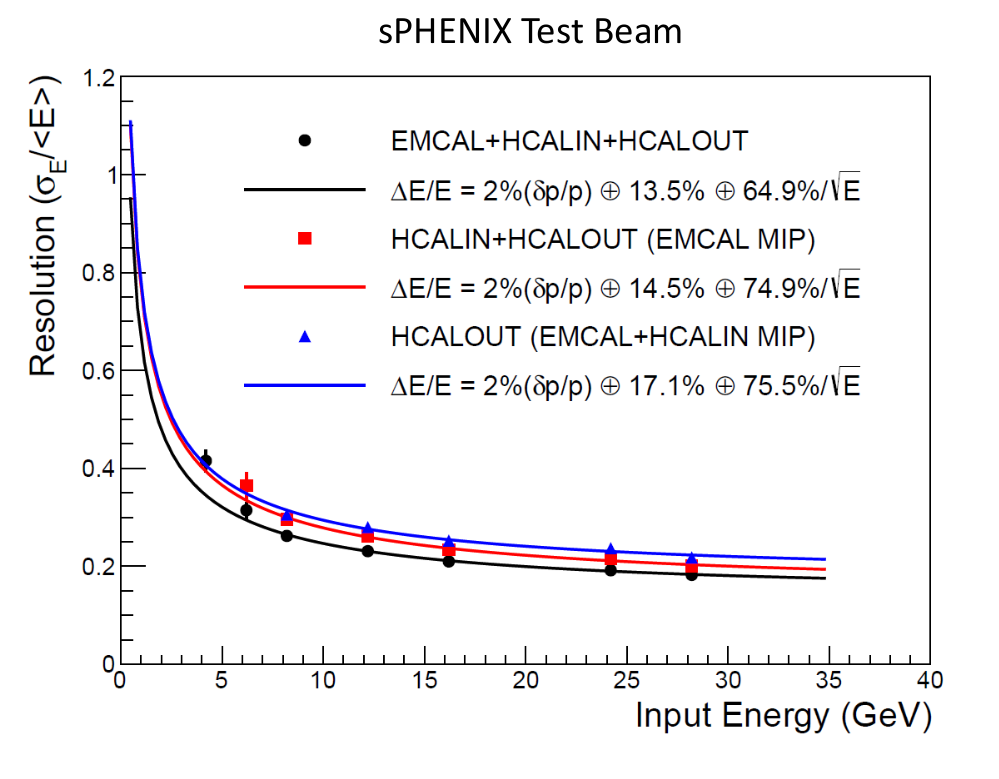 sPHENIX Test Beam
Resolution (σ_E/<E>)
1.2
1
0.8
0.6
0.4
0.2
0
EMCAL+HCALIN+HCALOUT
ΔE/E = 2%(δp/p) ⊕ 13.5% ⊕ 64.9%/√E
HCALIN+HCALOUT (EMCAL MIP)
ΔE/E = 2%(δp/p) ⊕ 14.5% ⊕ 74.9%/√E
HCALOUT (EMCAL+HCALIN MIP)
ΔE/E = 2%(δp/p) ⊕ 17.1% ⊕ 75.5%/√E
0 5 10 15 20 25 30 35 40
Input Energy (GeV)